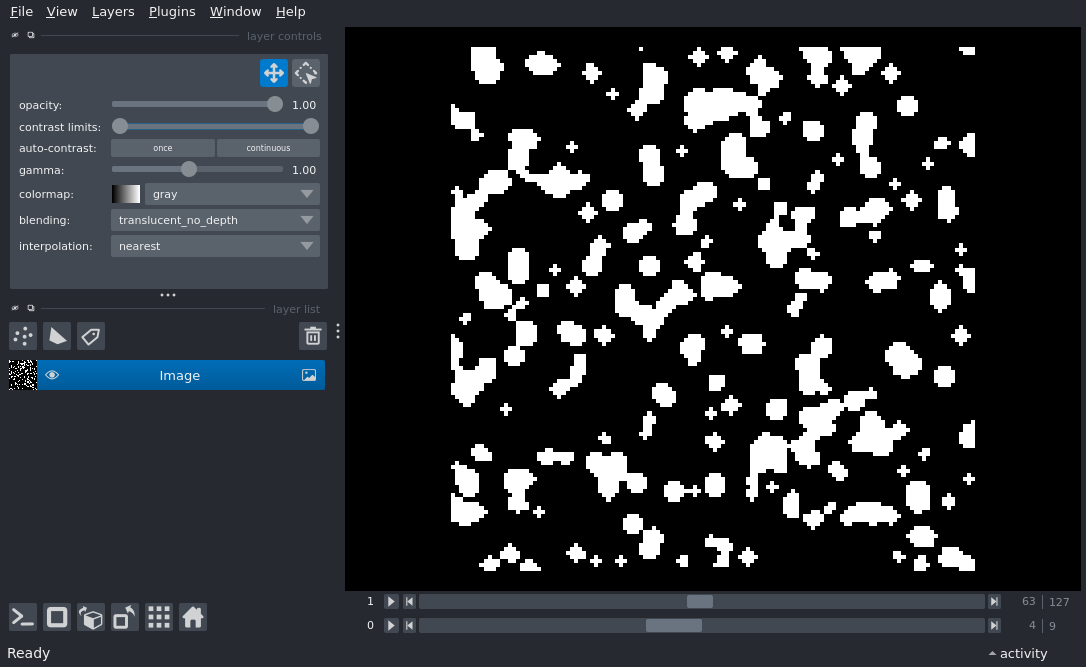 File View Layers Plugins Window Help
layer controls
opacity: 1.00
contrast limits:
auto-contrast: once continuous
gamma: 1.00
colormap: gray
blending: translucent_no_depth
interpolation: nearest
layer list
Image
1 63 127
0 4 9
Ready activity